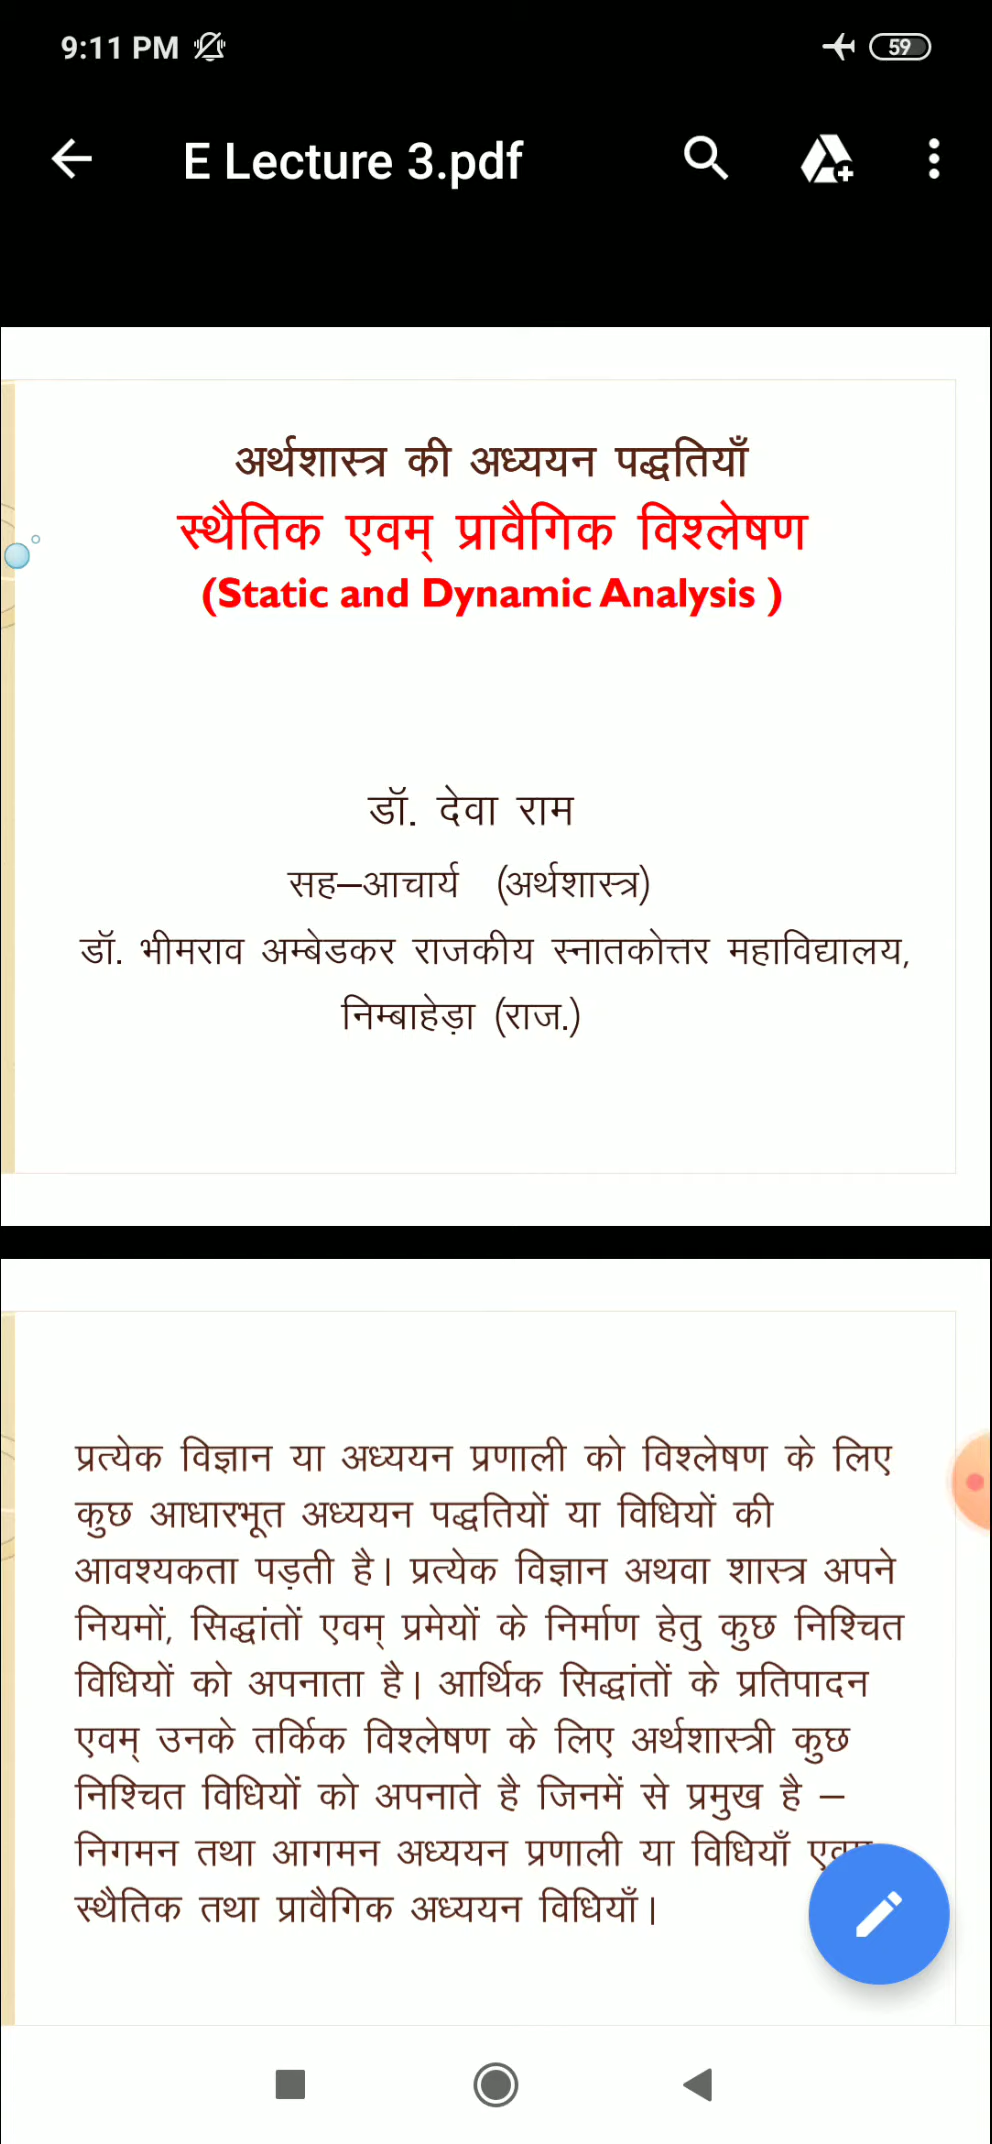 9:11 PM
59
E Lecture 3.pdf
अर्थशास्त्र की अध्ययन पद्धतियाँ
स्थैतिक एवम् प्रावैगिक विश्लेषण
(Static and Dynamic Analysis )
डॉ. देवा राम
सह–आचार्य (अर्थशास्त्र)
डॉ. भीमराव अम्बेडकर राजकीय स्नातकोत्तर महाविद्यालय,
निम्बाहेड़ा (राज.)
प्रत्येक विज्ञान या अध्ययन प्रणाली को विश्लेषण के लिए
कुछ आधारभूत अध्ययन पद्धतियों या विधियों की
आवश्यकता पड़ती है। प्रत्येक विज्ञान अथवा शास्त्र अपने
नियमों, सिद्धांतों एवम् प्रमेयों के निर्माण हेतु कुछ निश्चित
विधियों को अपनाता है। आर्थिक सिद्धांतों के प्रतिपादन
एवम् उनके तर्किक विश्लेषण के लिए अर्थशास्त्री कुछ
निश्चित विधियों को अपनाते है जिनमें से प्रमुख है –
निगमन तथा आगमन अध्ययन प्रणाली या विधियाँ
स्थैतिक तथा प्रावैगिक अध्ययन विधियाँ।